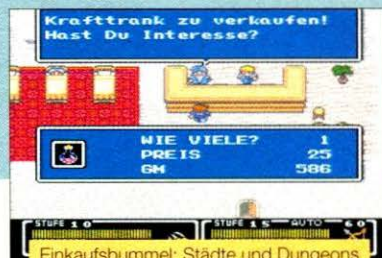 Krafttrank zu verkaufen!
Hast Du Interesse?
WIE VIELE? 1
PREIS 25
GM 586
STUFE 10
STUFE 15 AUTO 60
Einkaufsbummel: Städte und Dungeons